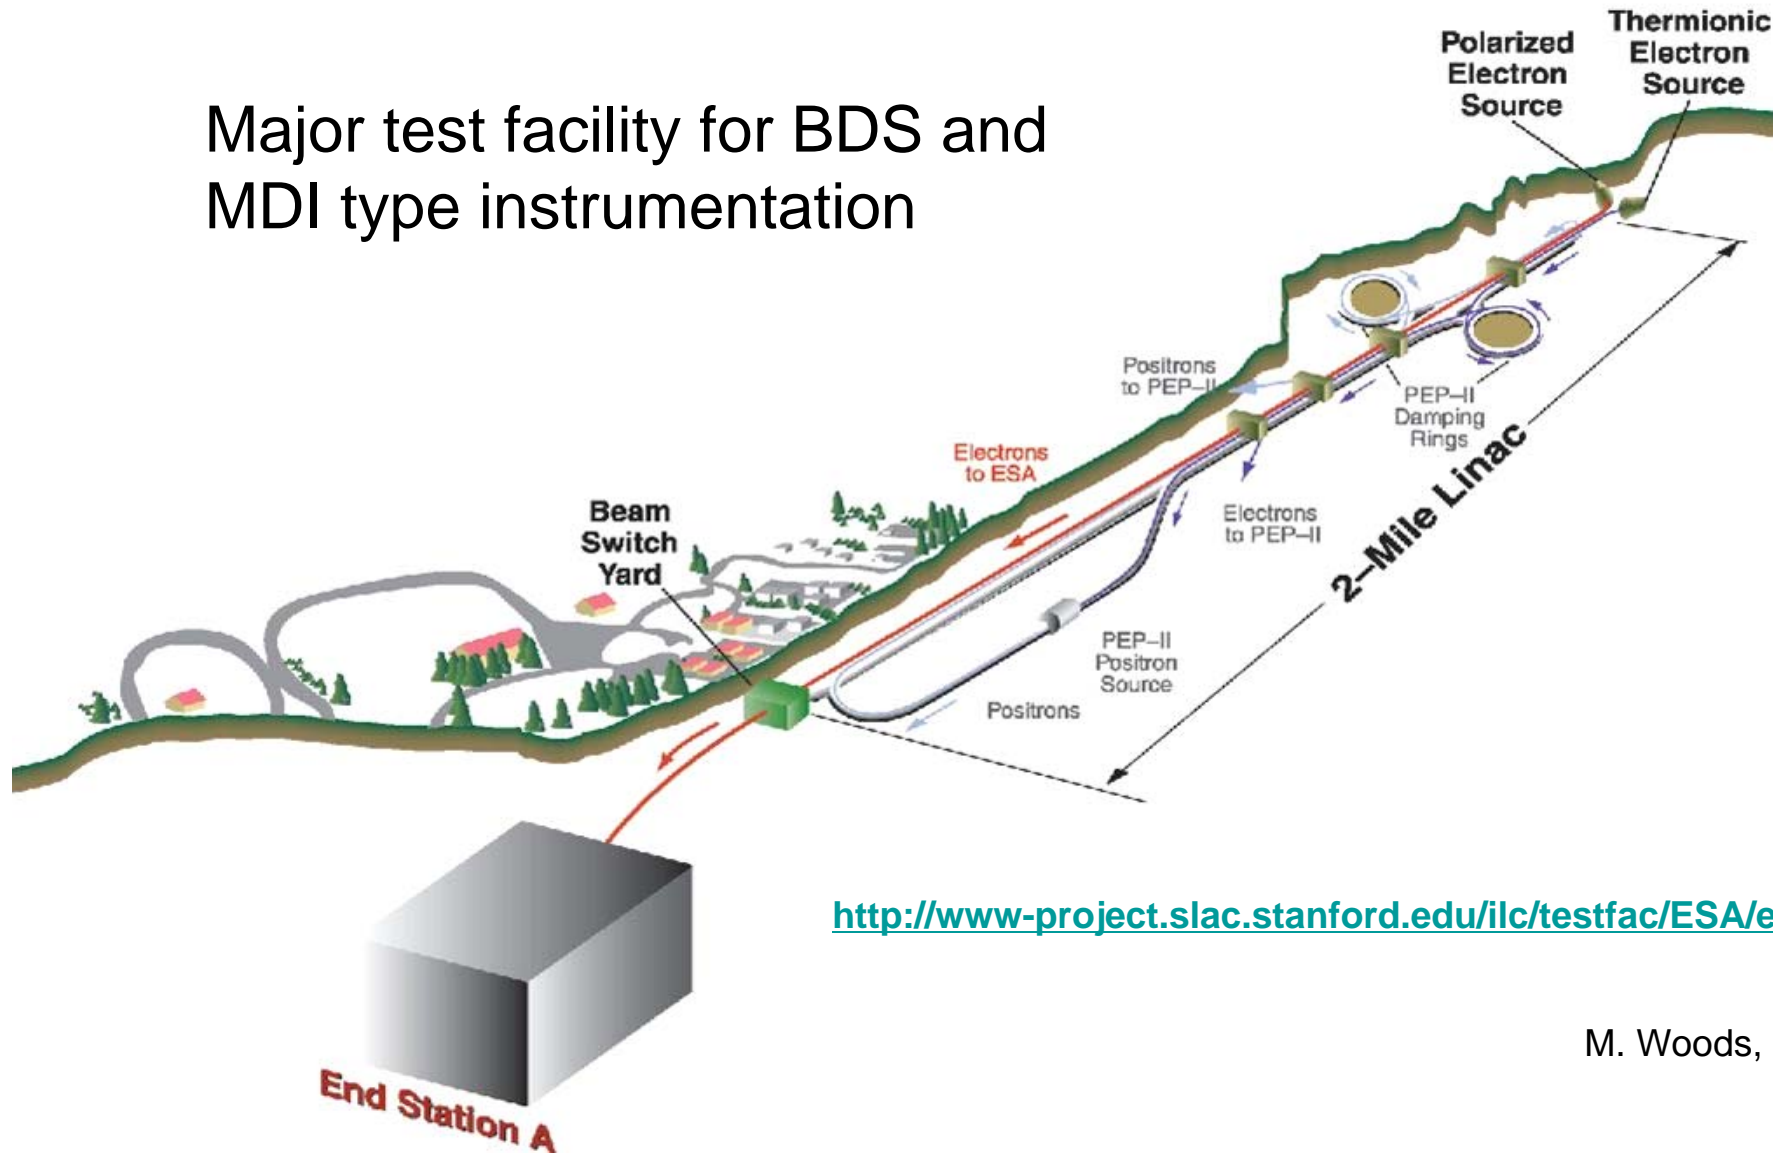 Major test facility for BDS and
MDI type instrumentation
Polarized
Electron
Source
Thermionic
Electron
Source
Positrons
to PEP–II
PEP–II
Damping
Rings
2–Mile Linac
Electrons
to ESA
Electrons
to PEP–II
Beam
Switch
Yard
PEP–II
Positron
Source
Positrons
http://www-project.slac.stanford.edu/ilc/testfac/ESA/e
M. Woods,
End Station A